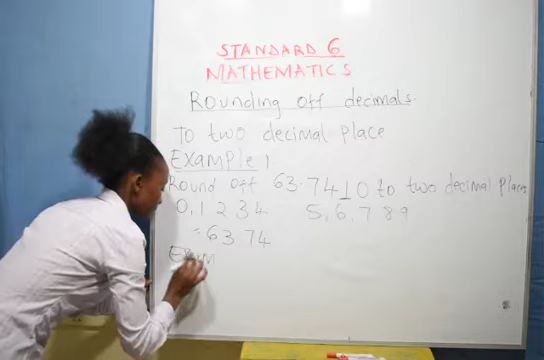 STANDARD 6
MATHEMATICS
Rounding off decimals
To two decimal place
Example 1
Round off 63.7410 to two decimal place
0,1 2 3 4 5,6,7 8 9
= 63 74
Exam